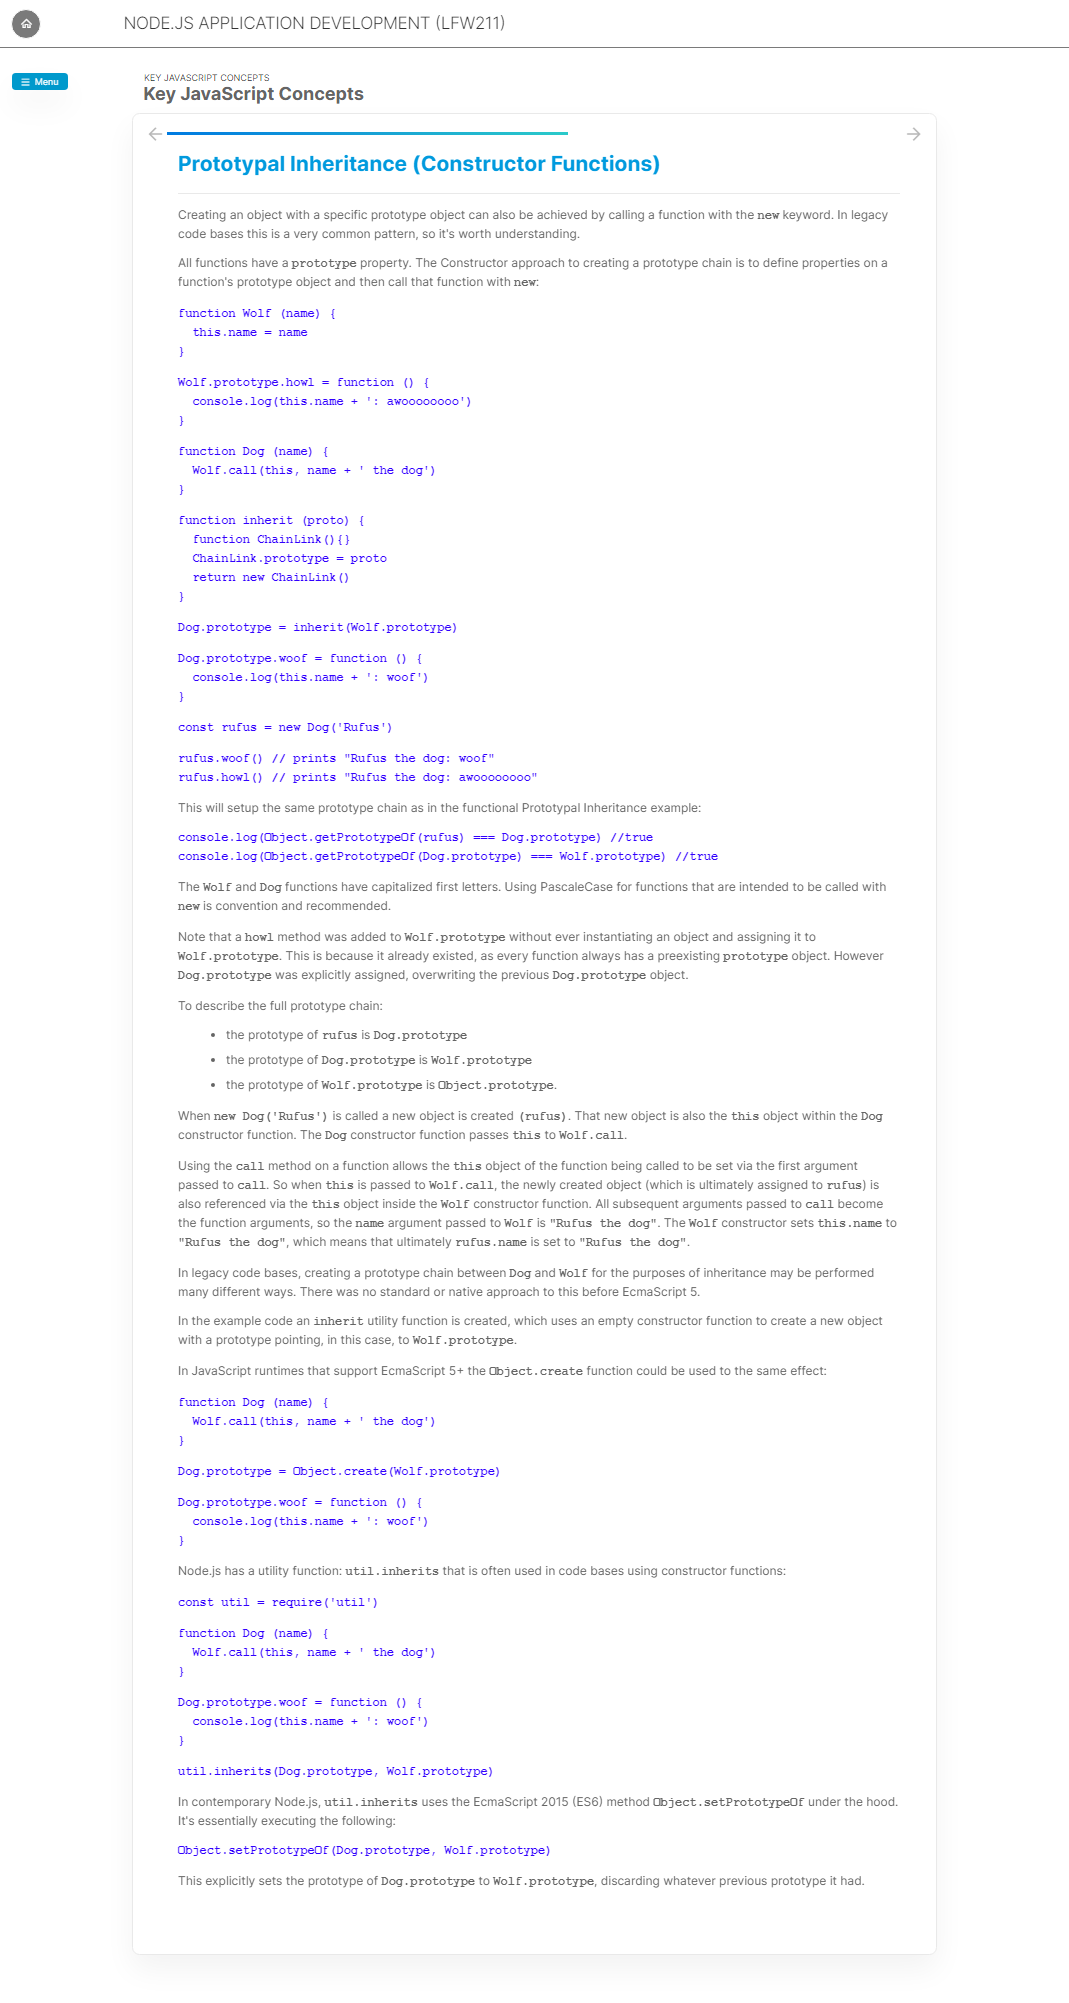 NODE.JS APPLICATION DEVELOPMENT (LFW211)
Menu
KEY JAVASCRIPT CONCEPTS
Key JavaScript Concepts
Prototypal Inheritance (Constructor Functions)
Creating an object with a specific prototype object can also be achieved by calling a function with the new keyword. In legacy
code bases this is a very common pattern, so it's worth understanding.
All functions have a prototype property. The Constructor approach to creating a prototype chain is to define properties on a
function's prototype object and then call that function with new:
function Wolf (name) {
  this.name = name
}
Wolf.prototype.howl = function () {
  console.log(this.name + ': awoooooooo')
}
function Dog (name) {
  Wolf.call(this, name + ' the dog')
}
function inherit (proto) {
  function ChainLink(){}
  ChainLink.prototype = proto
  return new ChainLink()
}
Dog.prototype = inherit(Wolf.prototype)
Dog.prototype.woof = function () {
  console.log(this.name + ': woof')
}
const rufus = new Dog('Rufus')
rufus.woof() // prints "Rufus the dog: woof"
rufus.howl() // prints "Rufus the dog: awoooooooo"
This will setup the same prototype chain as in the functional Prototypal Inheritance example:
console.log(Object.getPrototypeOf(rufus) === Dog.prototype) //true
console.log(Object.getPrototypeOf(Dog.prototype) === Wolf.prototype) //true
The Wolf and Dog functions have capitalized first letters. Using PascaleCase for functions that are intended to be called with
new is convention and recommended.
Note that a howl method was added to Wolf.prototype without ever instantiating an object and assigning it to
Wolf.prototype. This is because it already existed, as every function always has a preexisting prototype object. However
Dog.prototype was explicitly assigned, overwriting the previous Dog.prototype object.
To describe the full prototype chain:
• the prototype of rufus is Dog.prototype
• the prototype of Dog.prototype is Wolf.prototype
• the prototype of Wolf.prototype is Object.prototype.
When new Dog('Rufus') is called a new object is created (rufus). That new object is also the this object within the Dog
constructor function. The Dog constructor function passes this to Wolf.call.
Using the call method on a function allows the this object of the function being called to be set via the first argument
passed to call. So when this is passed to Wolf.call, the newly created object (which is ultimately assigned to rufus) is
also referenced via the this object inside the Wolf constructor function. All subsequent arguments passed to call become
the function arguments, so the name argument passed to Wolf is "Rufus the dog". The Wolf constructor sets this.name to
"Rufus the dog", which means that ultimately rufus.name is set to "Rufus the dog".
In legacy code bases, creating a prototype chain between Dog and Wolf for the purposes of inheritance may be performed
many different ways. There was no standard or native approach to this before EcmaScript 5.
In the example code an inherit utility function is created, which uses an empty constructor function to create a new object
with a prototype pointing, in this case, to Wolf.prototype.
In JavaScript runtimes that support EcmaScript 5+ the Object.create function could be used to the same effect:
function Dog (name) {
  Wolf.call(this, name + ' the dog')
}
Dog.prototype = Object.create(Wolf.prototype)
Dog.prototype.woof = function () {
  console.log(this.name + ': woof')
}
Node.js has a utility function: util.inherits that is often used in code bases using constructor functions:
const util = require('util')
function Dog (name) {
  Wolf.call(this, name + ' the dog')
}
Dog.prototype.woof = function () {
  console.log(this.name + ': woof')
}
util.inherits(Dog.prototype, Wolf.prototype)
In contemporary Node.js, util.inherits uses the EcmaScript 2015 (ES6) method Object.setPrototypeOf under the hood.
It's essentially executing the following:
Object.setPrototypeOf(Dog.prototype, Wolf.prototype)
This explicitly sets the prototype of Dog.prototype to Wolf.prototype, discarding whatever previous prototype it had.